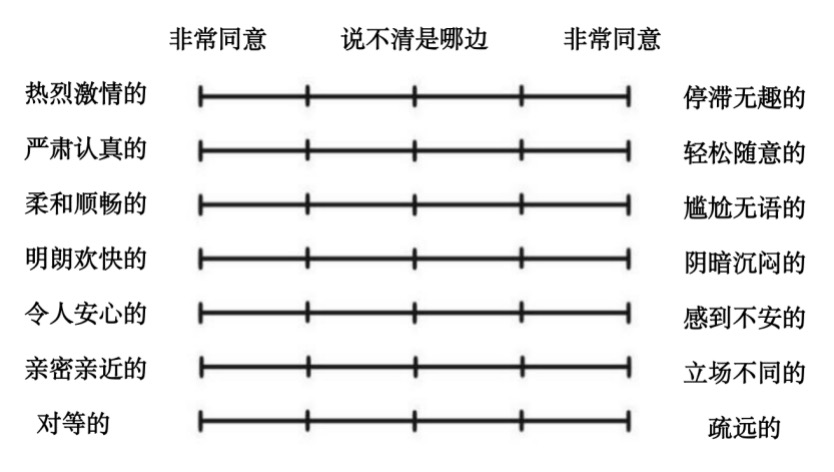 非常同意 说不清是哪边 非常同意
热烈激情的 停滞无趣的
严肃认真的 轻松随意的
柔和顺畅的 尴尬无语的
明朗欢快的 阴暗沉闷的
令人安心的 感到不安的
亲密亲近的 立场不同的
对等的 疏远的